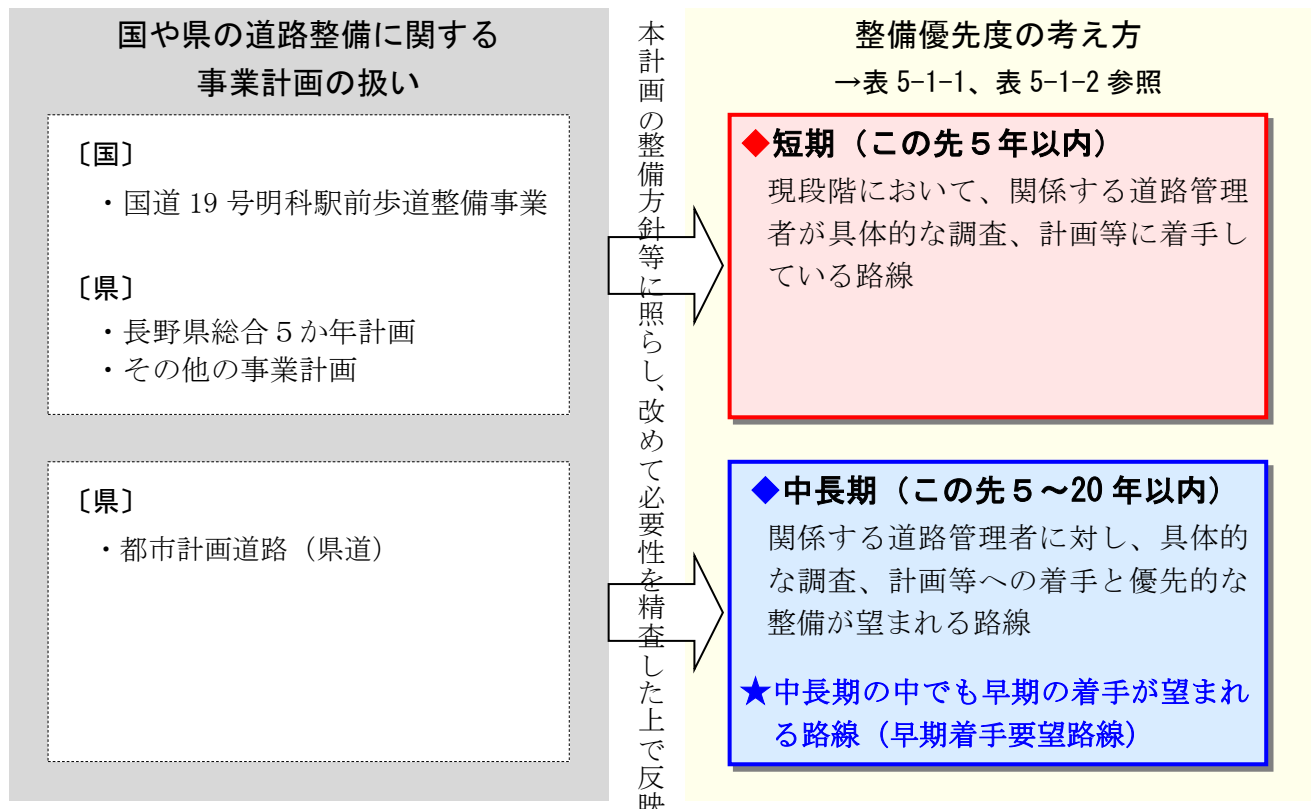 国や県の道路整備に関する
事業計画の扱い
〔国〕
・国道 19 号明科駅前歩道整備事業
〔県〕
・長野県総合５か年計画
・その他の事業計画
〔県〕
・都市計画道路（県道）
本計画の整備方針等に照らし、改めて必要性を精査した上で反映
整備優先度の考え方
→表 5-1-1、表 5-1-2 参照
◆短期（この先５年以内）
現段階において、関係する道路管理
者が具体的な調査、計画等に着手し
ている路線
◆中長期（この先５～20 年以内）
関係する道路管理者に対し、具体的
な調査、計画等への着手と優先的な
整備が望まれる路線
★中長期の中でも早期の着手が望まれ
る路線（早期着手要望路線）